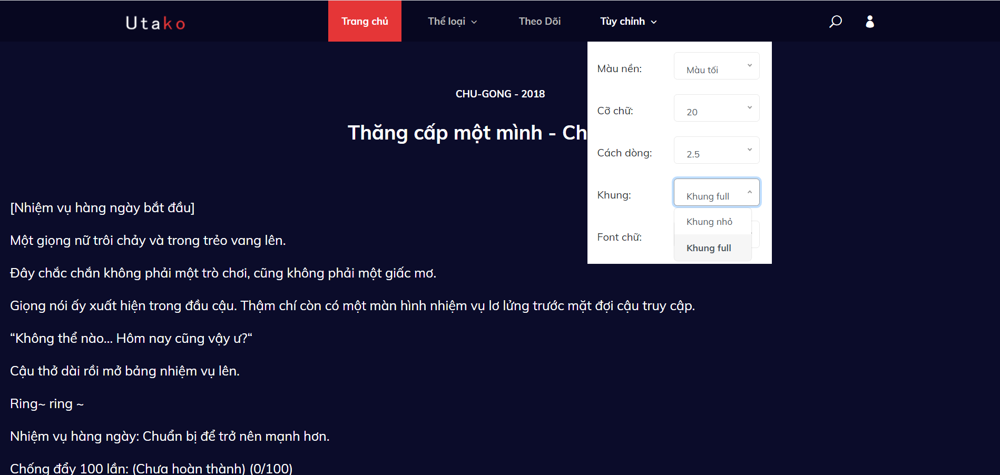 Utako
Trang chủ
Thể loại
Theo Dõi
Tùy chỉnh
Màu nền:
Màu tối
Cỡ chữ:
20
Cách dòng:
2.5
Khung:
Khung full
Khung nhỏ
Khung full
Font chữ:
CHU-GONG - 2018
Thăng cấp một mình - Ch
[Nhiệm vụ hàng ngày bắt đầu]
Một giọng nữ trôi chảy và trong trẻo vang lên.
Đây chắc chắn không phải một trò chơi, cũng không phải một giấc mơ.
Giọng nói ấy xuất hiện trong đầu cậu. Thậm chí còn có một màn hình nhiệm vụ lơ lửng trước mắt đợi cậu truy cập.
“Không thể nào... Hôm nay cũng vậy ư?“
Cậu thở dài rồi mở bảng nhiệm vụ lên.
Ring~ ring ~
Nhiệm vụ hàng ngày: Chuẩn bị để trở nên mạnh hơn.
Chống đẩy 100 lần: (Chưa hoàn thành) (0/100)